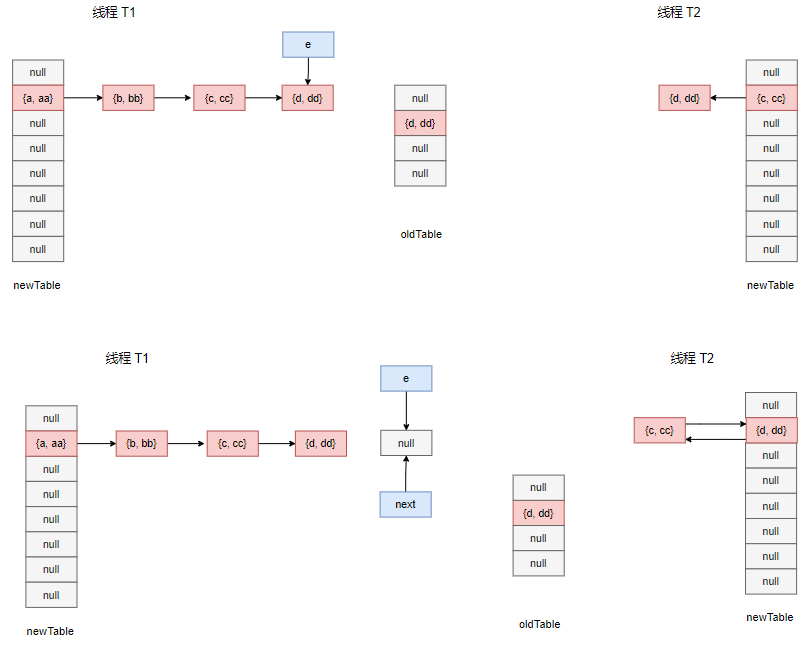 线程 T1
线程 T2
e
null
{a, aa}
{b, bb}
{c, cc}
{d, dd}
null
null
null
null
null
null
newTable
null
{d, dd}
null
null
oldTable
null
{d, dd}
{c, cc}
null
null
null
null
null
null
newTable
线程 T1
线程 T2
e
null
next
null
{a, aa}
{b, bb}
{c, cc}
{d, dd}
null
null
null
null
null
null
newTable
null
{d, dd}
null
null
oldTable
null
{c, cc}
{d, dd}
null
null
null
null
null
null
newTable